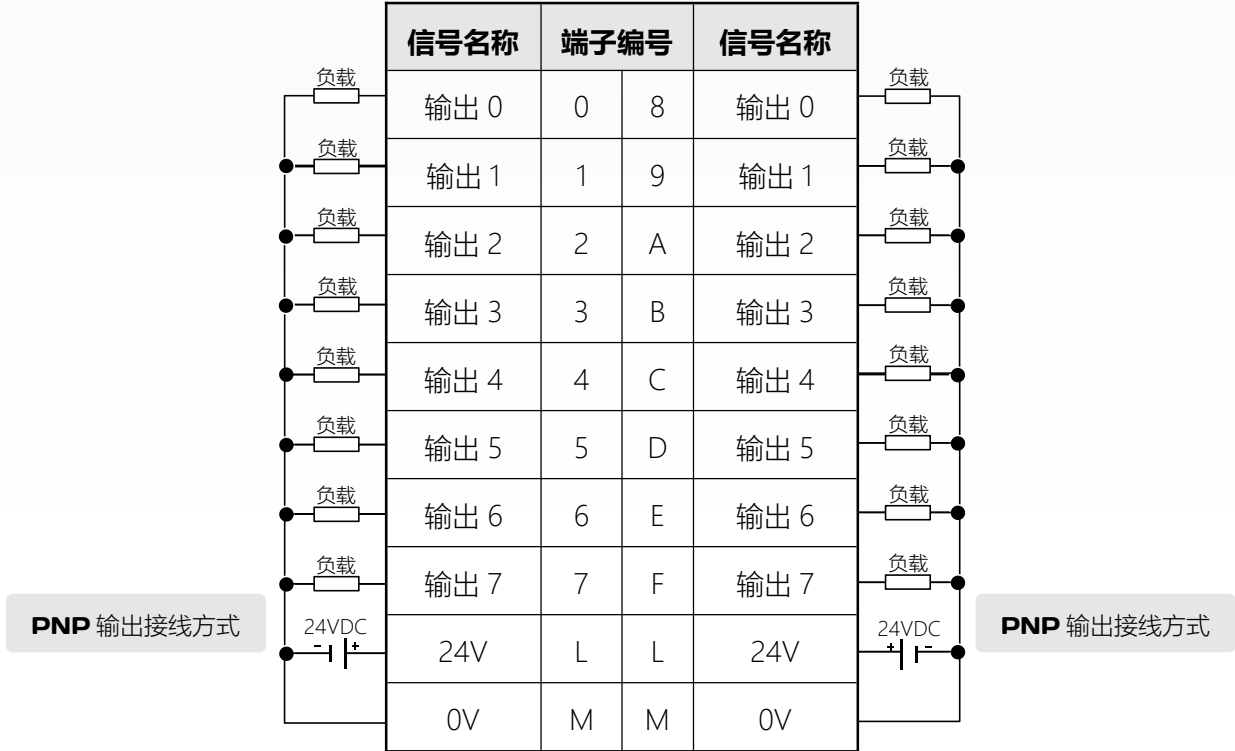 信号名称 端子编号 信号名称
负载 输出 0 0 8 输出 0 负载
负载 输出 1 1 9 输出 1 负载
负载 输出 2 2 A 输出 2 负载
负载 输出 3 3 B 输出 3 负载
负载 输出 4 4 C 输出 4 负载
负载 输出 5 5 D 输出 5 负载
负载 输出 6 6 E 输出 6 负载
负载 输出 7 7 F 输出 7 负载
PNP 输出接线方式 PNP 输出接线方式
24VDC 24V L L 24V 24VDC
- + + -
0V M M 0V